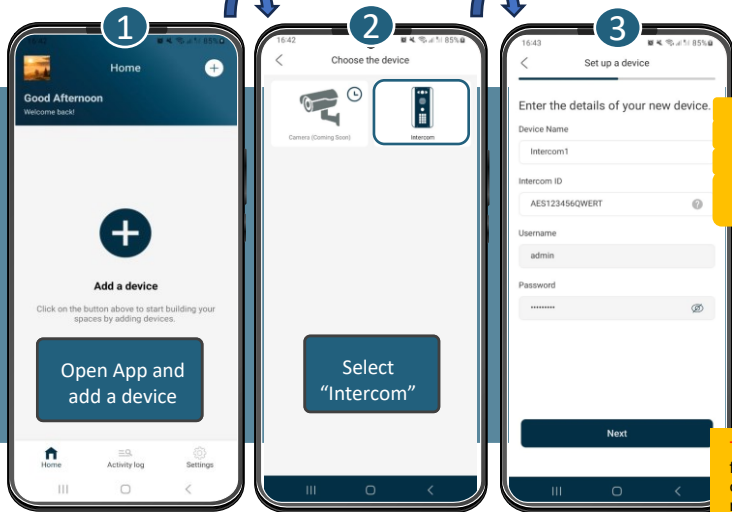 1
16:42
85%
Home
Good Afternoon
Welcome back!
Add a device
Click on the button above to start building your
spaces by adding devices.
Open App and
add a device
Home
Activity log
Settings
2
16:42
85%
Choose the device
Camera (Coming Soon)
Intercom
Select
“Intercom”
3
16:43
85%
Set up a device
Enter the details of your new device.
Device Name
Intercom1
Intercom ID
AES123456QWERT
Username
admin
Password
Next